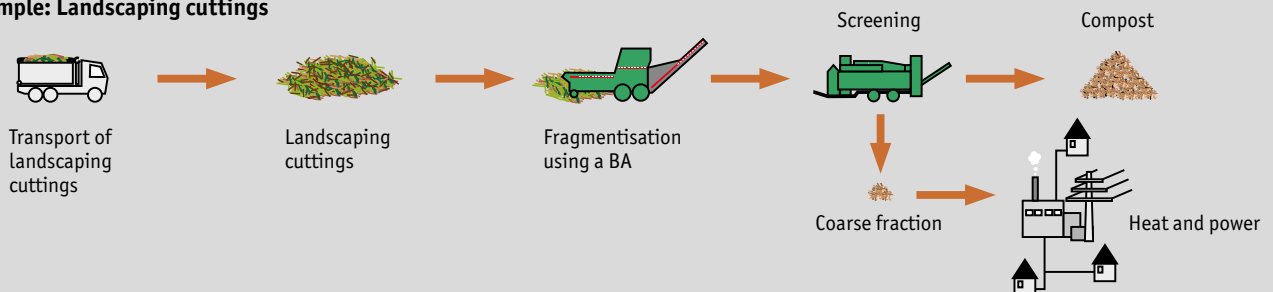 mple: Landscaping cuttings
Screening
Compost
Transport of
landscaping
cuttings
Landscaping
cuttings
Fragmentisation
using a BA
Coarse fraction
Heat and power